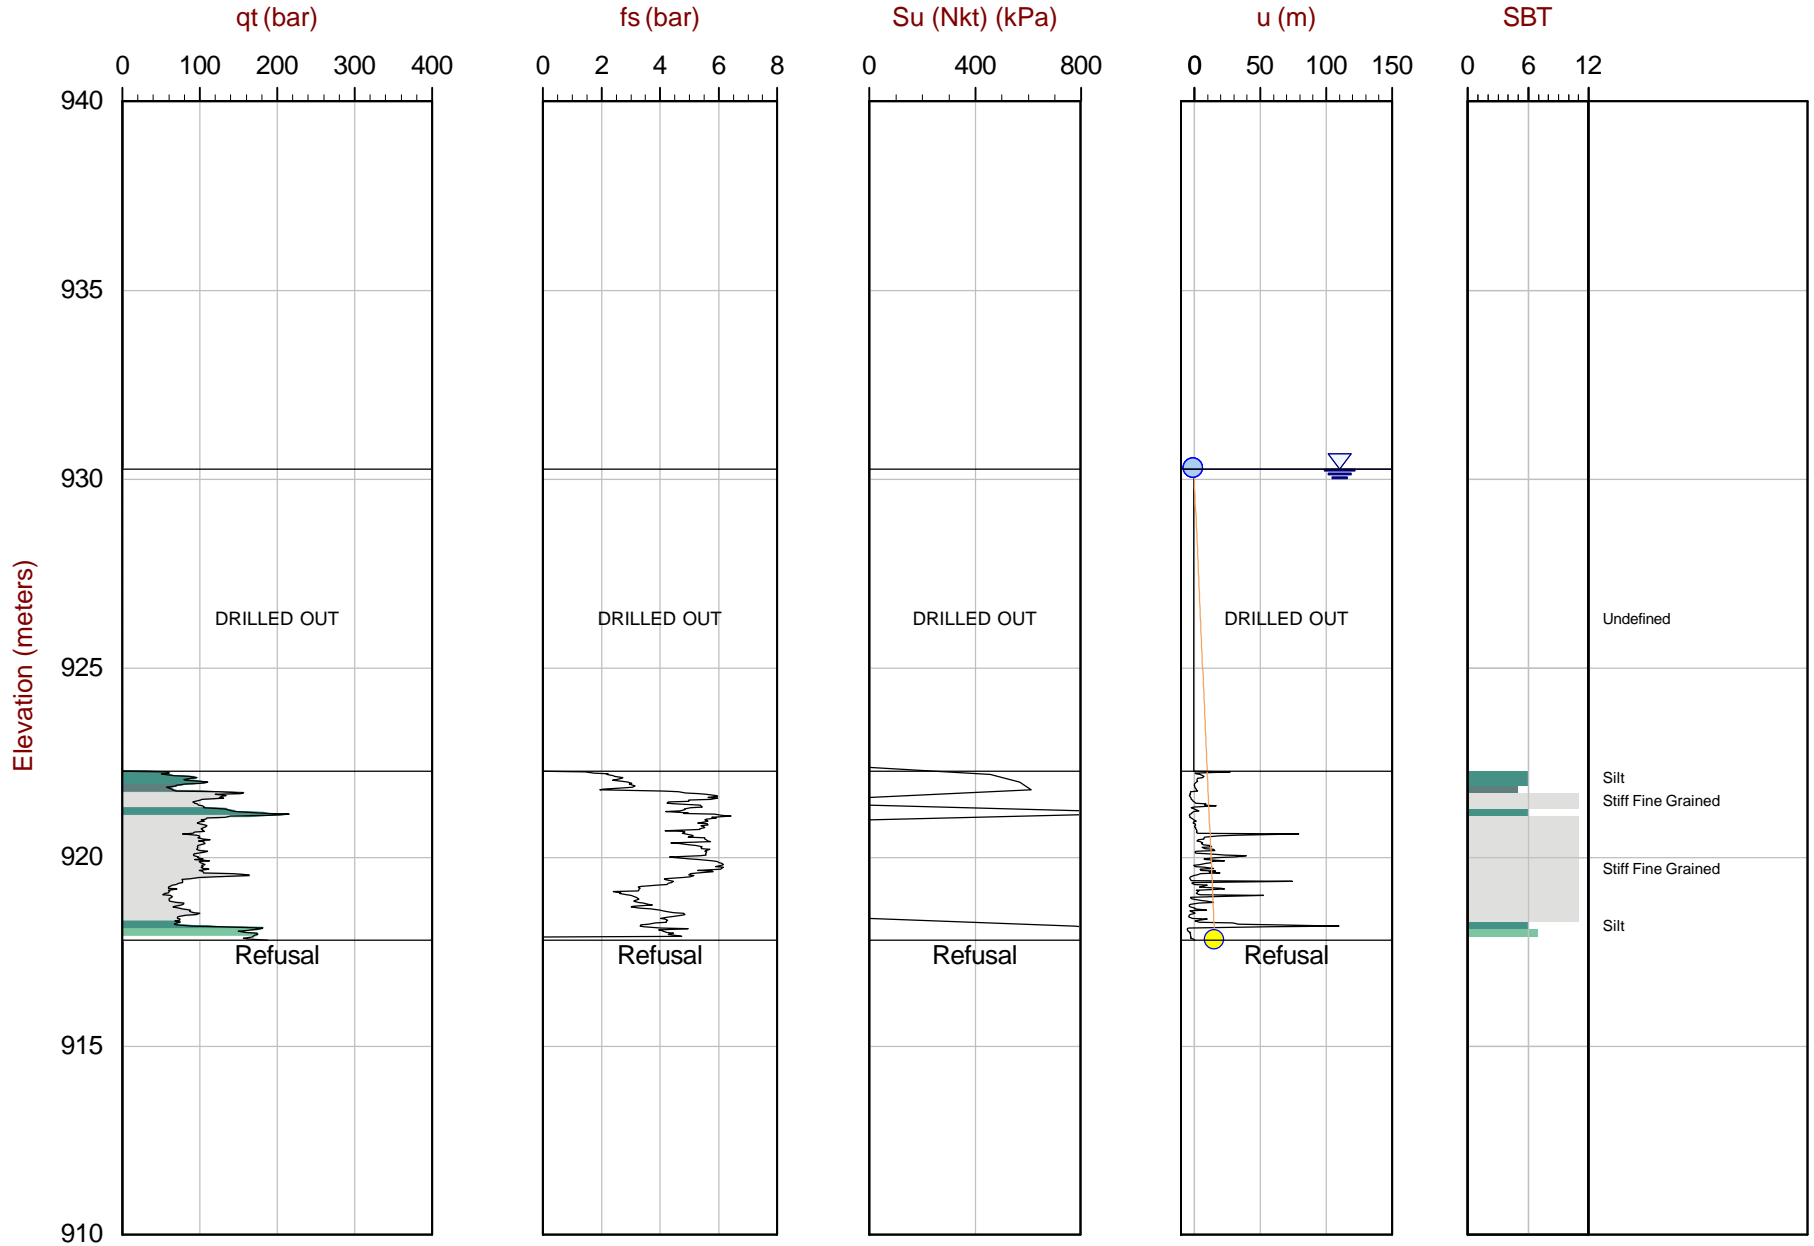 qt (bar) fs (bar) Su (Nkt) (kPa) u (m) SBT
0 100 200 300 400 0 2 4 6 8 0 400 800 0 50 100 150 0 6 12
940
935
930
Elevation (meters)
DRILLED OUT DRILLED OUT DRILLED OUT DRILLED OUT Undefined
925
Silt
Stiff Fine Grained
920
Stiff Fine Grained
Silt
Refusal Refusal Refusal Refusal
915
910